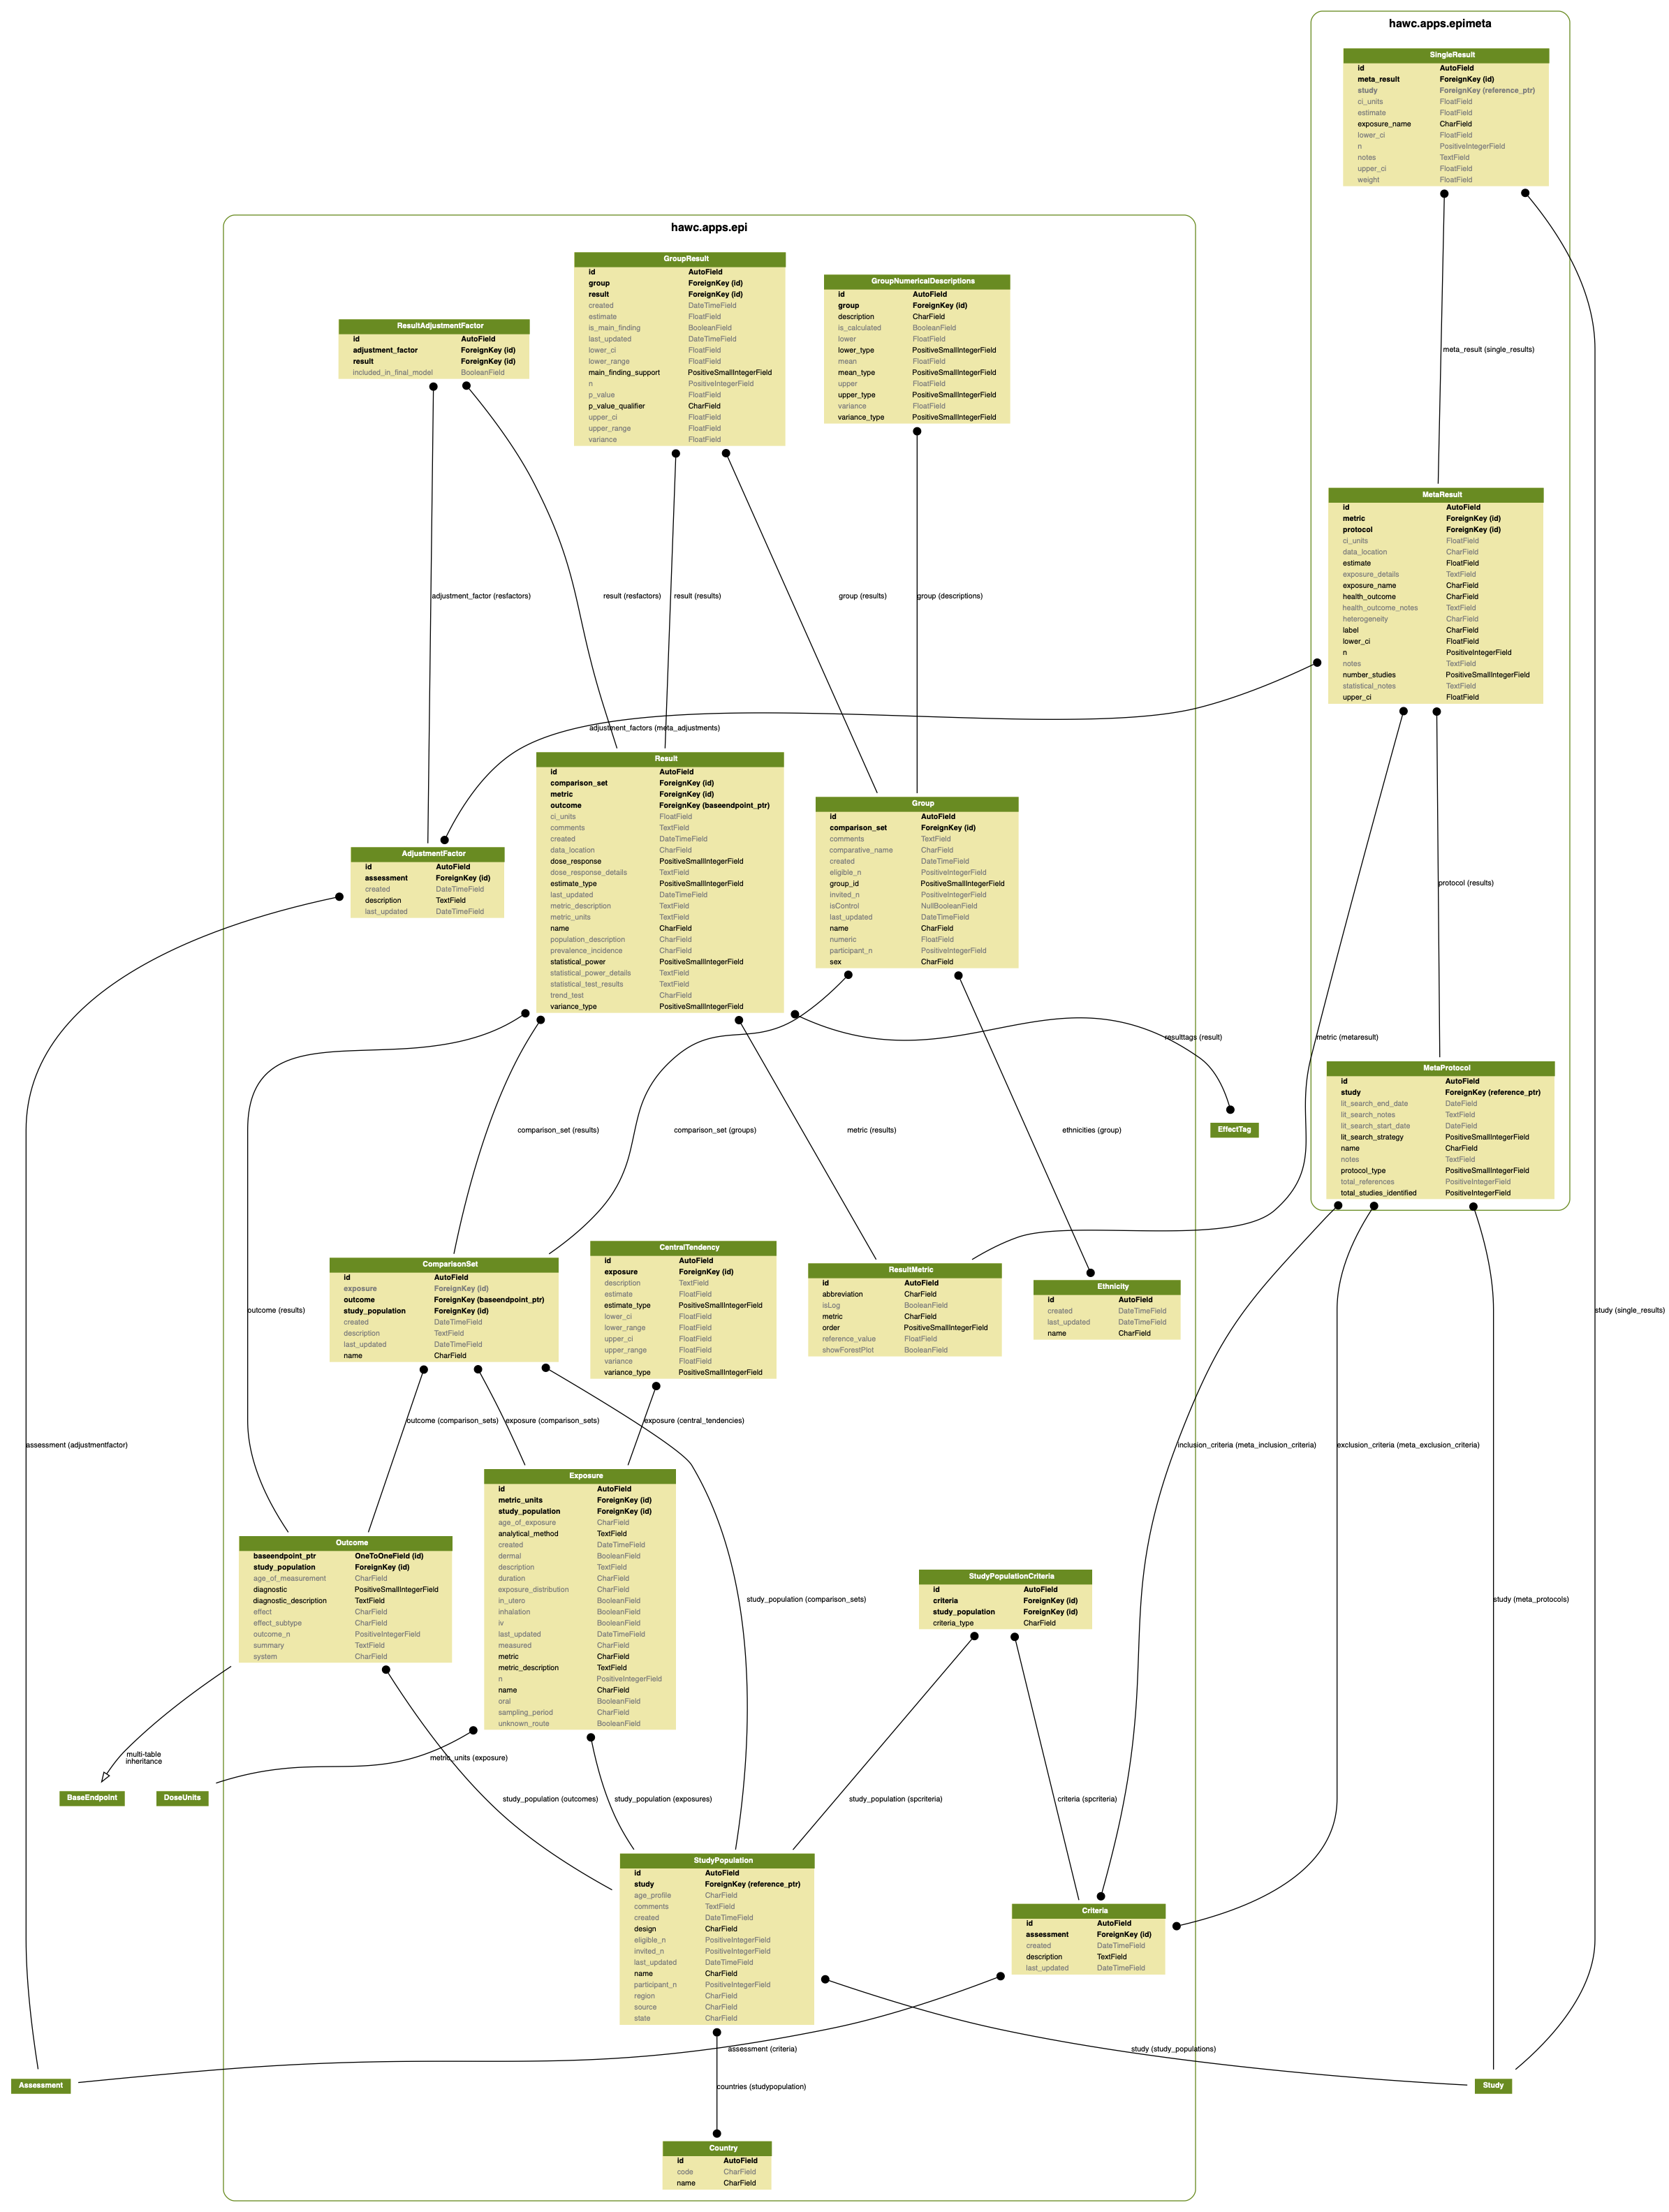 hawc.apps.epimeta
SingleResult
id AutoField
meta_result ForeignKey (id)
study ForeignKey (reference_ptr)
ci_units FloatField
estimate FloatField
exposure_name CharField
lower_ci FloatField
n PositiveIntegerField
notes TextField
upper_ci FloatField
weight FloatField
meta_result (single_results)
MetaResult
id AutoField
metric ForeignKey (id)
protocol ForeignKey (id)
ci_units FloatField
data_location CharField
estimate FloatField
exposure_details TextField
exposure_name CharField
health_outcome CharField
health_outcome_notes TextField
heterogeneity CharField
label CharField
lower_ci FloatField
n PositiveIntegerField
notes TextField
number_studies PositiveSmallIntegerField
statistical_notes TextField
upper_ci FloatField
protocol (results)
metric (metaresult)
MetaProtocol
id AutoField
study ForeignKey (reference_ptr)
lit_search_end_date DateField
lit_search_notes TextField
lit_search_start_date DateField
lit_search_strategy PositiveSmallIntegerField
name CharField
notes TextField
protocol_type PositiveSmallIntegerField
total_references PositiveIntegerField
total_studies_identified PositiveIntegerField
hawc.apps.epi
GroupResult
id AutoField
group ForeignKey (id)
result ForeignKey (id)
created DateTimeField
estimate FloatField
is_main_finding BooleanField
last_updated DateTimeField
lower_ci FloatField
lower_range FloatField
main_finding_support PositiveSmallIntegerField
n PositiveIntegerField
p_value FloatField
p_value_qualifier CharField
upper_ci FloatField
upper_range FloatField
variance FloatField
GroupNumericalDescriptions
id AutoField
group ForeignKey (id)
description CharField
is_calculated BooleanField
lower FloatField
lower_type PositiveSmallIntegerField
mean FloatField
mean_type PositiveSmallIntegerField
upper FloatField
upper_type PositiveSmallIntegerField
variance FloatField
variance_type PositiveSmallIntegerField
ResultAdjustmentFactor
id AutoField
adjustment_factor ForeignKey (id)
result ForeignKey (id)
included_in_final_model BooleanField
adjustment_factor (resfactors)
result (resfactors)
result (results)
group (results)
group (descriptions)
adjustment_factors (meta_adjustments)
Result
id AutoField
comparison_set ForeignKey (id)
metric ForeignKey (id)
outcome ForeignKey (baseendpoint_ptr)
ci_units FloatField
comments TextField
created DateTimeField
data_location CharField
dose_response PositiveSmallIntegerField
dose_response_details TextField
estimate_type PositiveSmallIntegerField
last_updated DateTimeField
metric_description TextField
metric_units TextField
name CharField
population_description CharField
prevalence_incidence CharField
statistical_power PositiveSmallIntegerField
statistical_power_details TextField
statistical_test_results TextField
trend_test CharField
variance_type PositiveSmallIntegerField
Group
id AutoField
comparison_set ForeignKey (id)
comments TextField
comparative_name CharField
created DateTimeField
eligible_n PositiveIntegerField
group_id PositiveSmallIntegerField
invited_n PositiveIntegerField
isControl NullBooleanField
last_updated DateTimeField
name CharField
numeric FloatField
participant_n PositiveIntegerField
sex CharField
AdjustmentFactor
id AutoField
assessment ForeignKey (id)
created DateTimeField
description TextField
last_updated DateTimeField
resulttags (result)
EffectTag
comparison_set (results)
comparison_set (groups)
metric (results)
ethnicities (group)
ComparisonSet
id AutoField
exposure ForeignKey (id)
outcome ForeignKey (baseendpoint_ptr)
study_population ForeignKey (id)
created DateTimeField
description TextField
last_updated DateTimeField
name CharField
CentralTendency
id AutoField
exposure ForeignKey (id)
description TextField
estimate FloatField
estimate_type PositiveSmallIntegerField
lower_ci FloatField
lower_range FloatField
upper_ci FloatField
upper_range FloatField
variance FloatField
variance_type PositiveSmallIntegerField
ResultMetric
id AutoField
abbreviation CharField
isLog BooleanField
metric CharField
order PositiveSmallIntegerField
reference_value FloatField
showForestPlot BooleanField
Ethnicity
id AutoField
created DateTimeField
last_updated DateTimeField
name CharField
outcome (results)
study (single_results)
outcome (comparison_sets)
exposure (comparison_sets)
exposure (central_tendencies)
assessment (adjustmentfactor)
inclusion_criteria (meta_inclusion_criteria)
exclusion_criteria (meta_exclusion_criteria)
Exposure
id AutoField
metric_units ForeignKey (id)
study_population ForeignKey (id)
age_of_exposure CharField
analytical_method TextField
created DateTimeField
dermal BooleanField
description TextField
duration CharField
exposure_distribution CharField
in_utero BooleanField
inhalation BooleanField
iv BooleanField
last_updated DateTimeField
measured CharField
metric CharField
metric_description TextField
n PositiveIntegerField
name CharField
oral BooleanField
sampling_period CharField
unknown_route BooleanField
Outcome
baseendpoint_ptr OneToOneField (id)
study_population ForeignKey (id)
age_of_measurement CharField
diagnostic PositiveSmallIntegerField
diagnostic_description TextField
effect CharField
effect_subtype CharField
outcome_n PositiveIntegerField
summary TextField
system CharField
StudyPopulationCriteria
id AutoField
criteria ForeignKey (id)
study_population ForeignKey (id)
criteria_type CharField
study_population (comparison_sets)
study (meta_protocols)
multi-table
inheritance
metric_units (exposure)
BaseEndpoint
DoseUnits
study_population (outcomes)
study_population (exposures)
study_population (spcriteria)
criteria (spcriteria)
StudyPopulation
id AutoField
study ForeignKey (reference_ptr)
age_profile CharField
comments TextField
created DateTimeField
design CharField
eligible_n PositiveIntegerField
invited_n PositiveIntegerField
last_updated DateTimeField
name CharField
participant_n PositiveIntegerField
region CharField
source CharField
state CharField
Criteria
id AutoField
assessment ForeignKey (id)
created DateTimeField
description TextField
last_updated DateTimeField
assessment (criteria)
study (study_populations)
Assessment
Study
countries (studypopulation)
Country
id AutoField
code CharField
name CharField